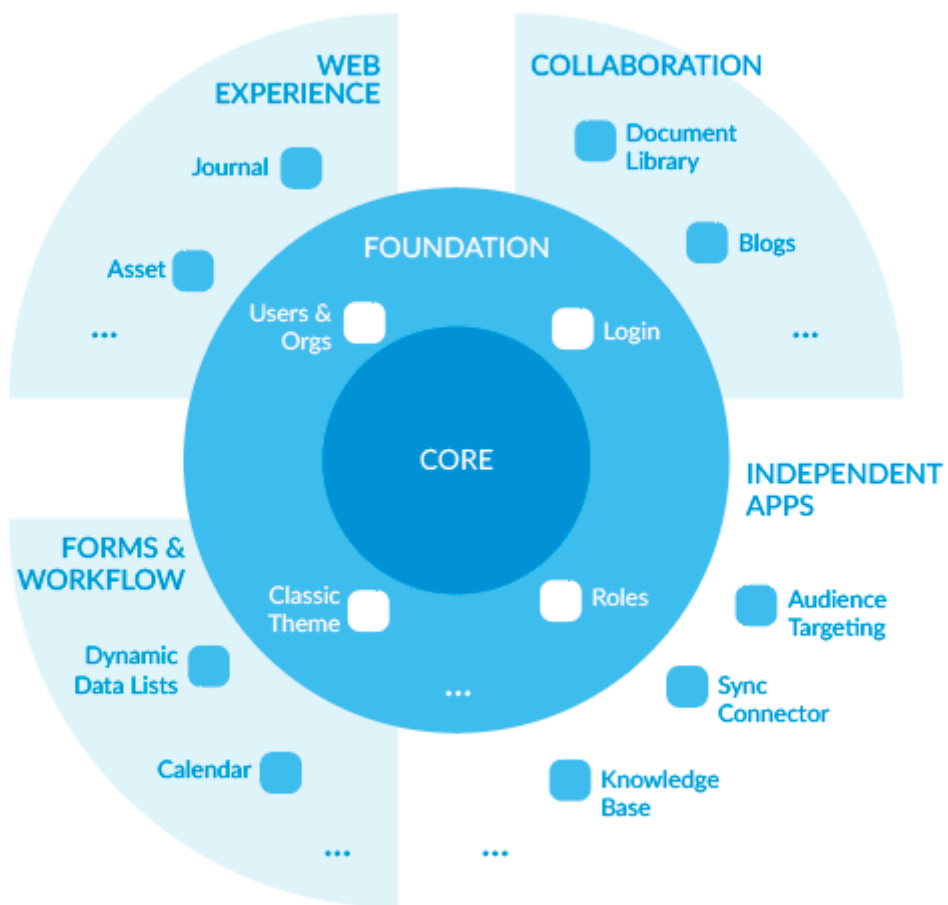 WEB
EXPERIENCE
Journal
Asset
...
COLLABORATION
Document
Library
Blogs
...
FOUNDATION
Users &
Orgs
Login
CORE
Classic
Theme
Roles
...
FORMS &
WORKFLOW
Dynamic
Data Lists
Calendar
...
INDEPENDENT
APPS
Audience
Targeting
Sync
Connector
Knowledge
Base
...